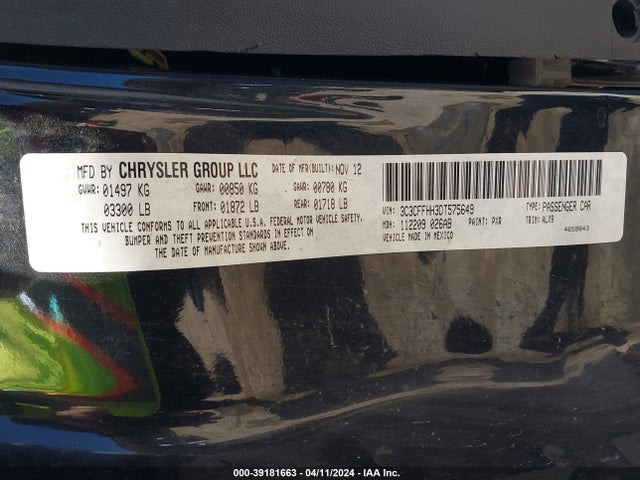 MFD BY CHRYSLER GROUP LLC DATE OF MFR(BUILT): NOV 12
GVWR: 01497 KG GAWR: 00850 KG GAWR: 00780 KG
03300 LB FRONT: 01872 LB REAR: 01718 LB
THIS VEHICLE CONFORMS TO ALL APPLICABLE U.S.A. FEDERAL MOTOR VEHICLE SAFETY,
BUMPER AND THEFT PREVENTION STANDARDS IN EFFECT ON
THE DATE OF MANUFACTURE SHOWN ABOVE.
VIN: 3C3CFFHH3DT575649 TYPE: PASSENGER CAR
MDH: 112209 026AB PAINT: PXR TRIM: ALX9
VEHICLE MADE IN MEXICO 4658043
000-39181663 - 04/11/2024 - IAA Inc.